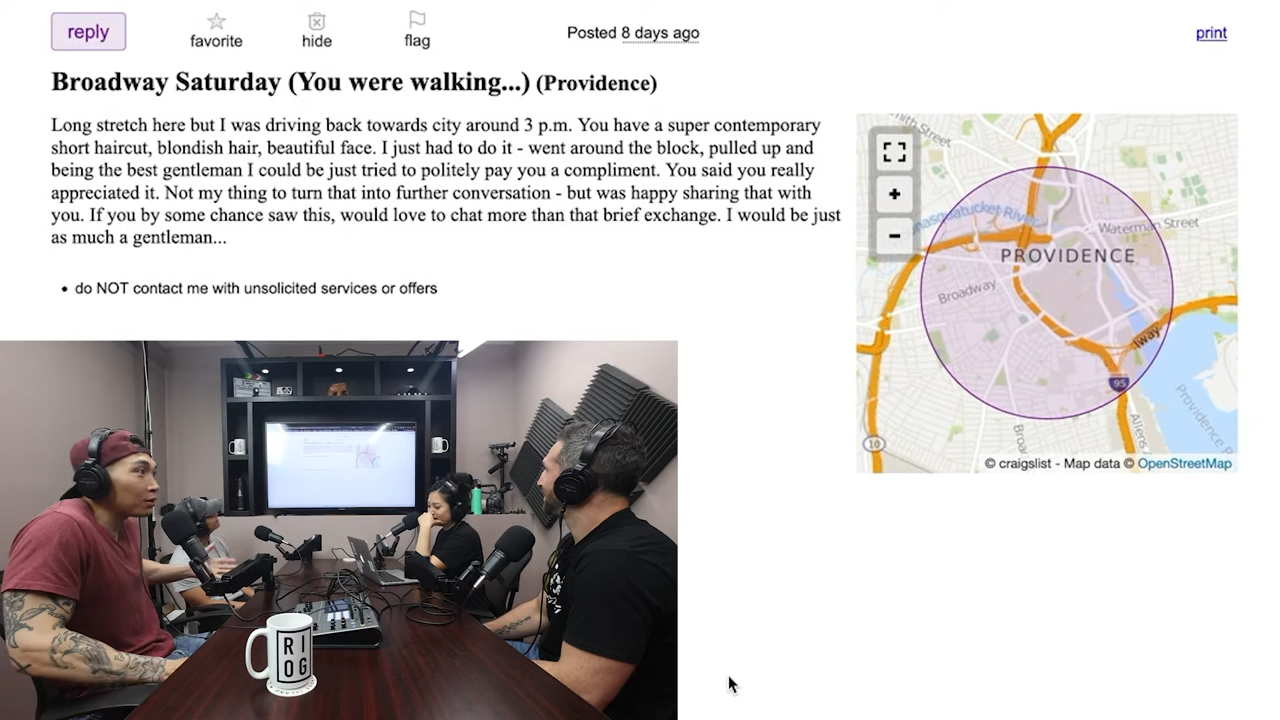 reply
favorite
hide
flag
Posted 8 days ago
print
Broadway Saturday (You were walking...) (Providence)
Long stretch here but I was driving back towards city around 3 p.m. You have a super contemporary
short haircut, blondish hair, beautiful face. I just had to do it - went around the block, pulled up and
being the best gentleman I could be just tried to politely pay you a compliment. You said you really
appreciated it. Not my thing to turn that into further conversation - but was happy sharing that with
you. If you by some chance saw this, would love to chat more than that brief exchange. I would be just
as much a gentleman...
• do NOT contact me with unsolicited services or offers
Street
+
-
Waterman Street
PROVIDENCE
Broadway
95
10
© craigslist - Map data © OpenStreetMap
RI
OG